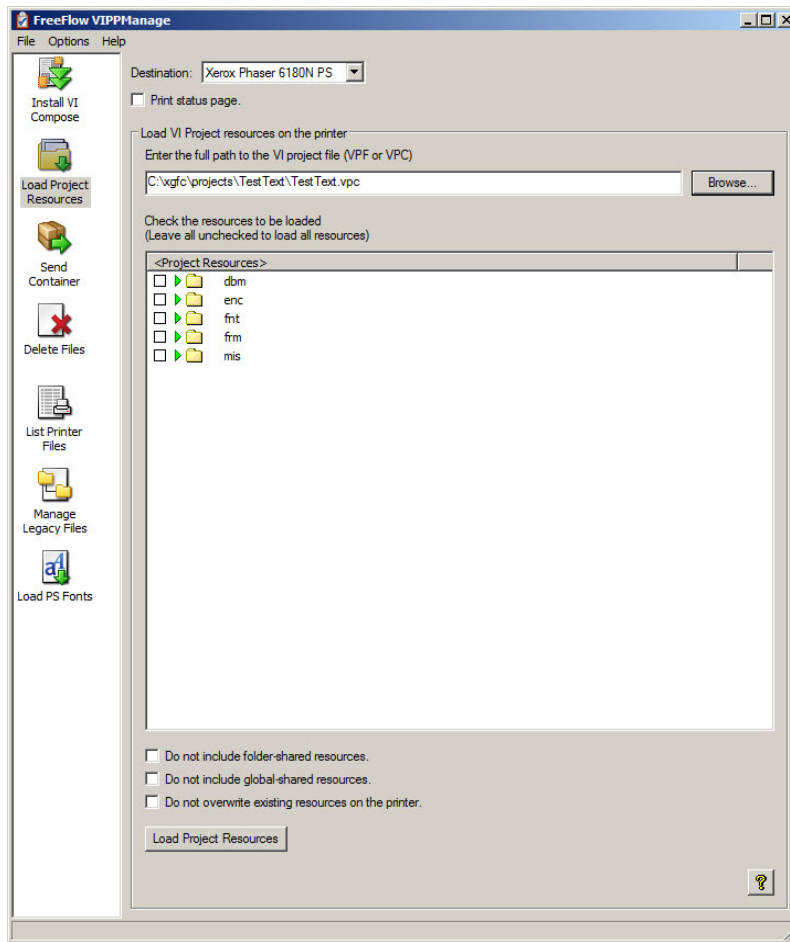 FreeFlow VIPPManage
File Options Help
Install VI
Compose
Load Project
Resources
Send
Container
Delete Files
List Printer
Files
Manage
Legacy Files
Load PS Fonts
Destination: Xerox Phaser 6180N PS
Print status page.
Load VI Project resources on the printer
Enter the full path to the VI project file (VPF or VPC)
C:\xgfc\projects\TestText\TestText.vpc Browse...
Check the resources to be loaded
(Leave all unchecked to load all resources)
<Project Resources>
dbm
enc
fnt
frm
mis
Do not include folder-shared resources.
Do not include global-shared resources.
Do not overwrite existing resources on the printer.
Load Project Resources